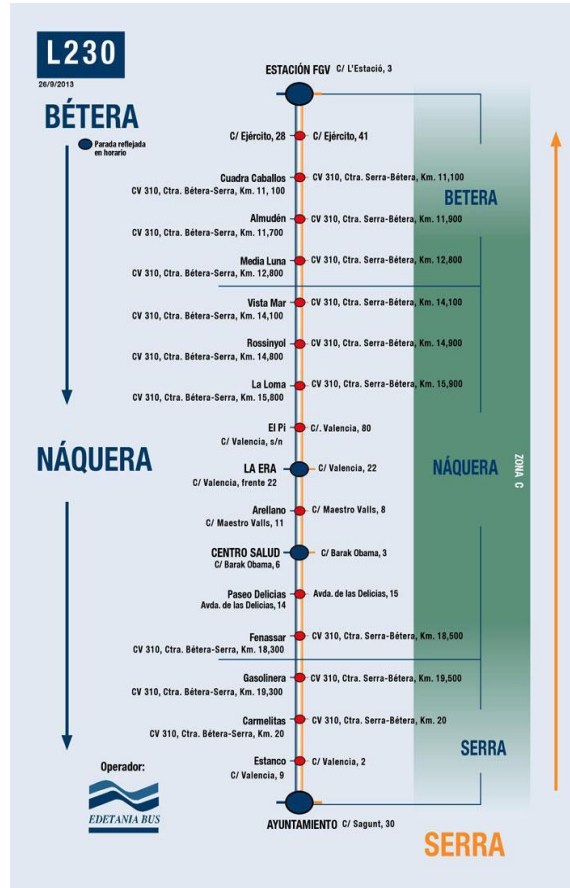 L230
26/9/2013
BÉTERA
Parada reflejada
en horario
ESTACIÓN FGV C/ L'Estació, 3
C/ Ejército, 28
C/ Ejército, 41
Cuadra Caballos
CV 310, Ctra. Bétera-Serra, Km. 11, 100
CV 310, Ctra. Serra-Bétera, Km. 11,100
BETERA
Almudén
CV 310, Ctra. Bétera-Serra, Km. 11,700
CV 310, Ctra. Serra-Bétera, Km. 11,900
Media Luna
CV 310, Ctra. Bétera-Serra, Km. 12,800
CV 310, Ctra. Serra-Bétera, Km. 12,800
Vista Mar
CV 310, Ctra. Bétera-Serra, Km. 14,100
CV 310, Ctra. Serra-Bétera, Km. 14,100
Rossinyol
CV 310, Ctra. Bétera-Serra, Km. 14,800
CV 310, Ctra. Serra-Bétera, Km. 14,900
La Loma
CV 310, Ctra. Bétera-Serra, Km. 15,800
CV 310, Ctra. Serra-Bétera, Km. 15,900
El Pi
C/ Valencia, s/n
C/. Valencia, 80
NÁQUERA
LA ERA
C/ Valencia, frente 22
C/ Valencia, 22
NÁQUERA
ZONA C
Arellano
C/ Maestro Valls, 11
C/ Maestro Valls, 8
CENTRO SALUD
C/ Barak Obama, 6
C/ Barak Obama, 3
Paseo Delicias
Avda. de las Delicias, 14
Avda. de las Delicias, 15
Fenassar
CV 310, Ctra. Bétera-Serra, Km. 18,300
CV 310, Ctra. Serra-Bétera, Km. 18,500
Gasolinera
CV 310, Ctra. Bétera-Serra, Km. 19,300
CV 310, Ctra. Serra-Bétera, Km. 19,500
Carmelitas
CV 310, Ctra. Bétera-Serra, Km. 20
CV 310, Ctra. Serra-Bétera, Km. 20
SERRA
Estanco
C/ Valencia, 9
C/ Valencia, 2
Operador:
EDETANIA BUS
AYUNTAMIENTO C/ Sagunt, 30
SERRA